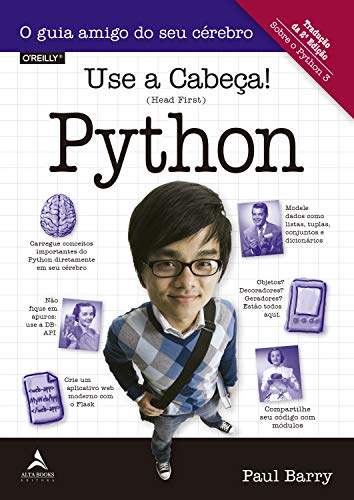 O guia amigo do seu cérebro
O'REILLY®
Tradução
da 2ª Edição
Sobre o Python 3
Use a Cabeça!
(Head First)
Python
Carregue conceitos
importantes do
Python diretamente
em seu cérebro
Modele
dados como
listas, tuplas,
conjuntos e
dicionários
Não
fique em
apuros:
use a DB-
API
Objetos?
Decoradores?
Geradores?
Estão todos
aqui.
Crie um
aplicativo web
moderno com
o Flask
Compartilhe
seu código com
módulos
ALTA BOOKS
EDITORA
Paul Barry